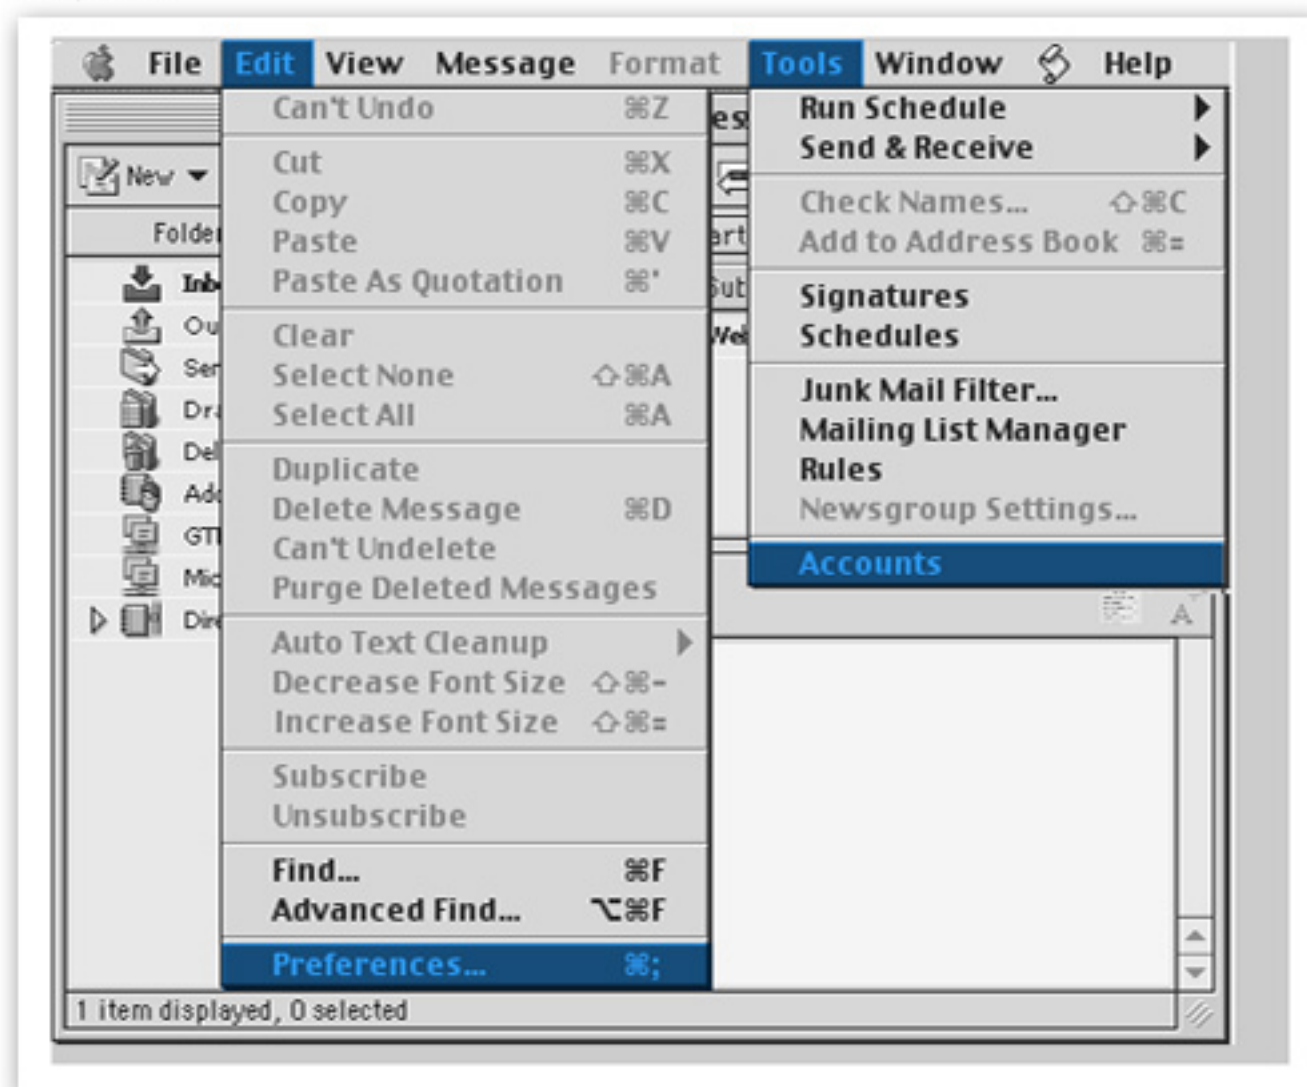 File Edit View Message Format Tools Window Help
Can't Undo ⌘Z
Cut ⌘X
Copy ⌘C
Paste ⌘V
Paste As Quotation ⌘'
Clear
Select None ⇧⌘A
Select All ⌘A
Duplicate
Delete Message ⌘D
Can't Undelete
Purge Deleted Messages
Auto Text Cleanup
Decrease Font Size ⇧⌘-
Increase Font Size ⇧⌘=
Subscribe
Unsubscribe
Find... ⌘F
Advanced Find... ⌥⌘F
Preferences... ⌘;
Run Schedule
Send & Receive
Check Names... ⇧⌘C
Add to Address Book ⌘=
Signatures
Schedules
Junk Mail Filter...
Mailing List Manager
Rules
Newsgroup Settings...
Accounts
New
1 item displayed, 0 selected